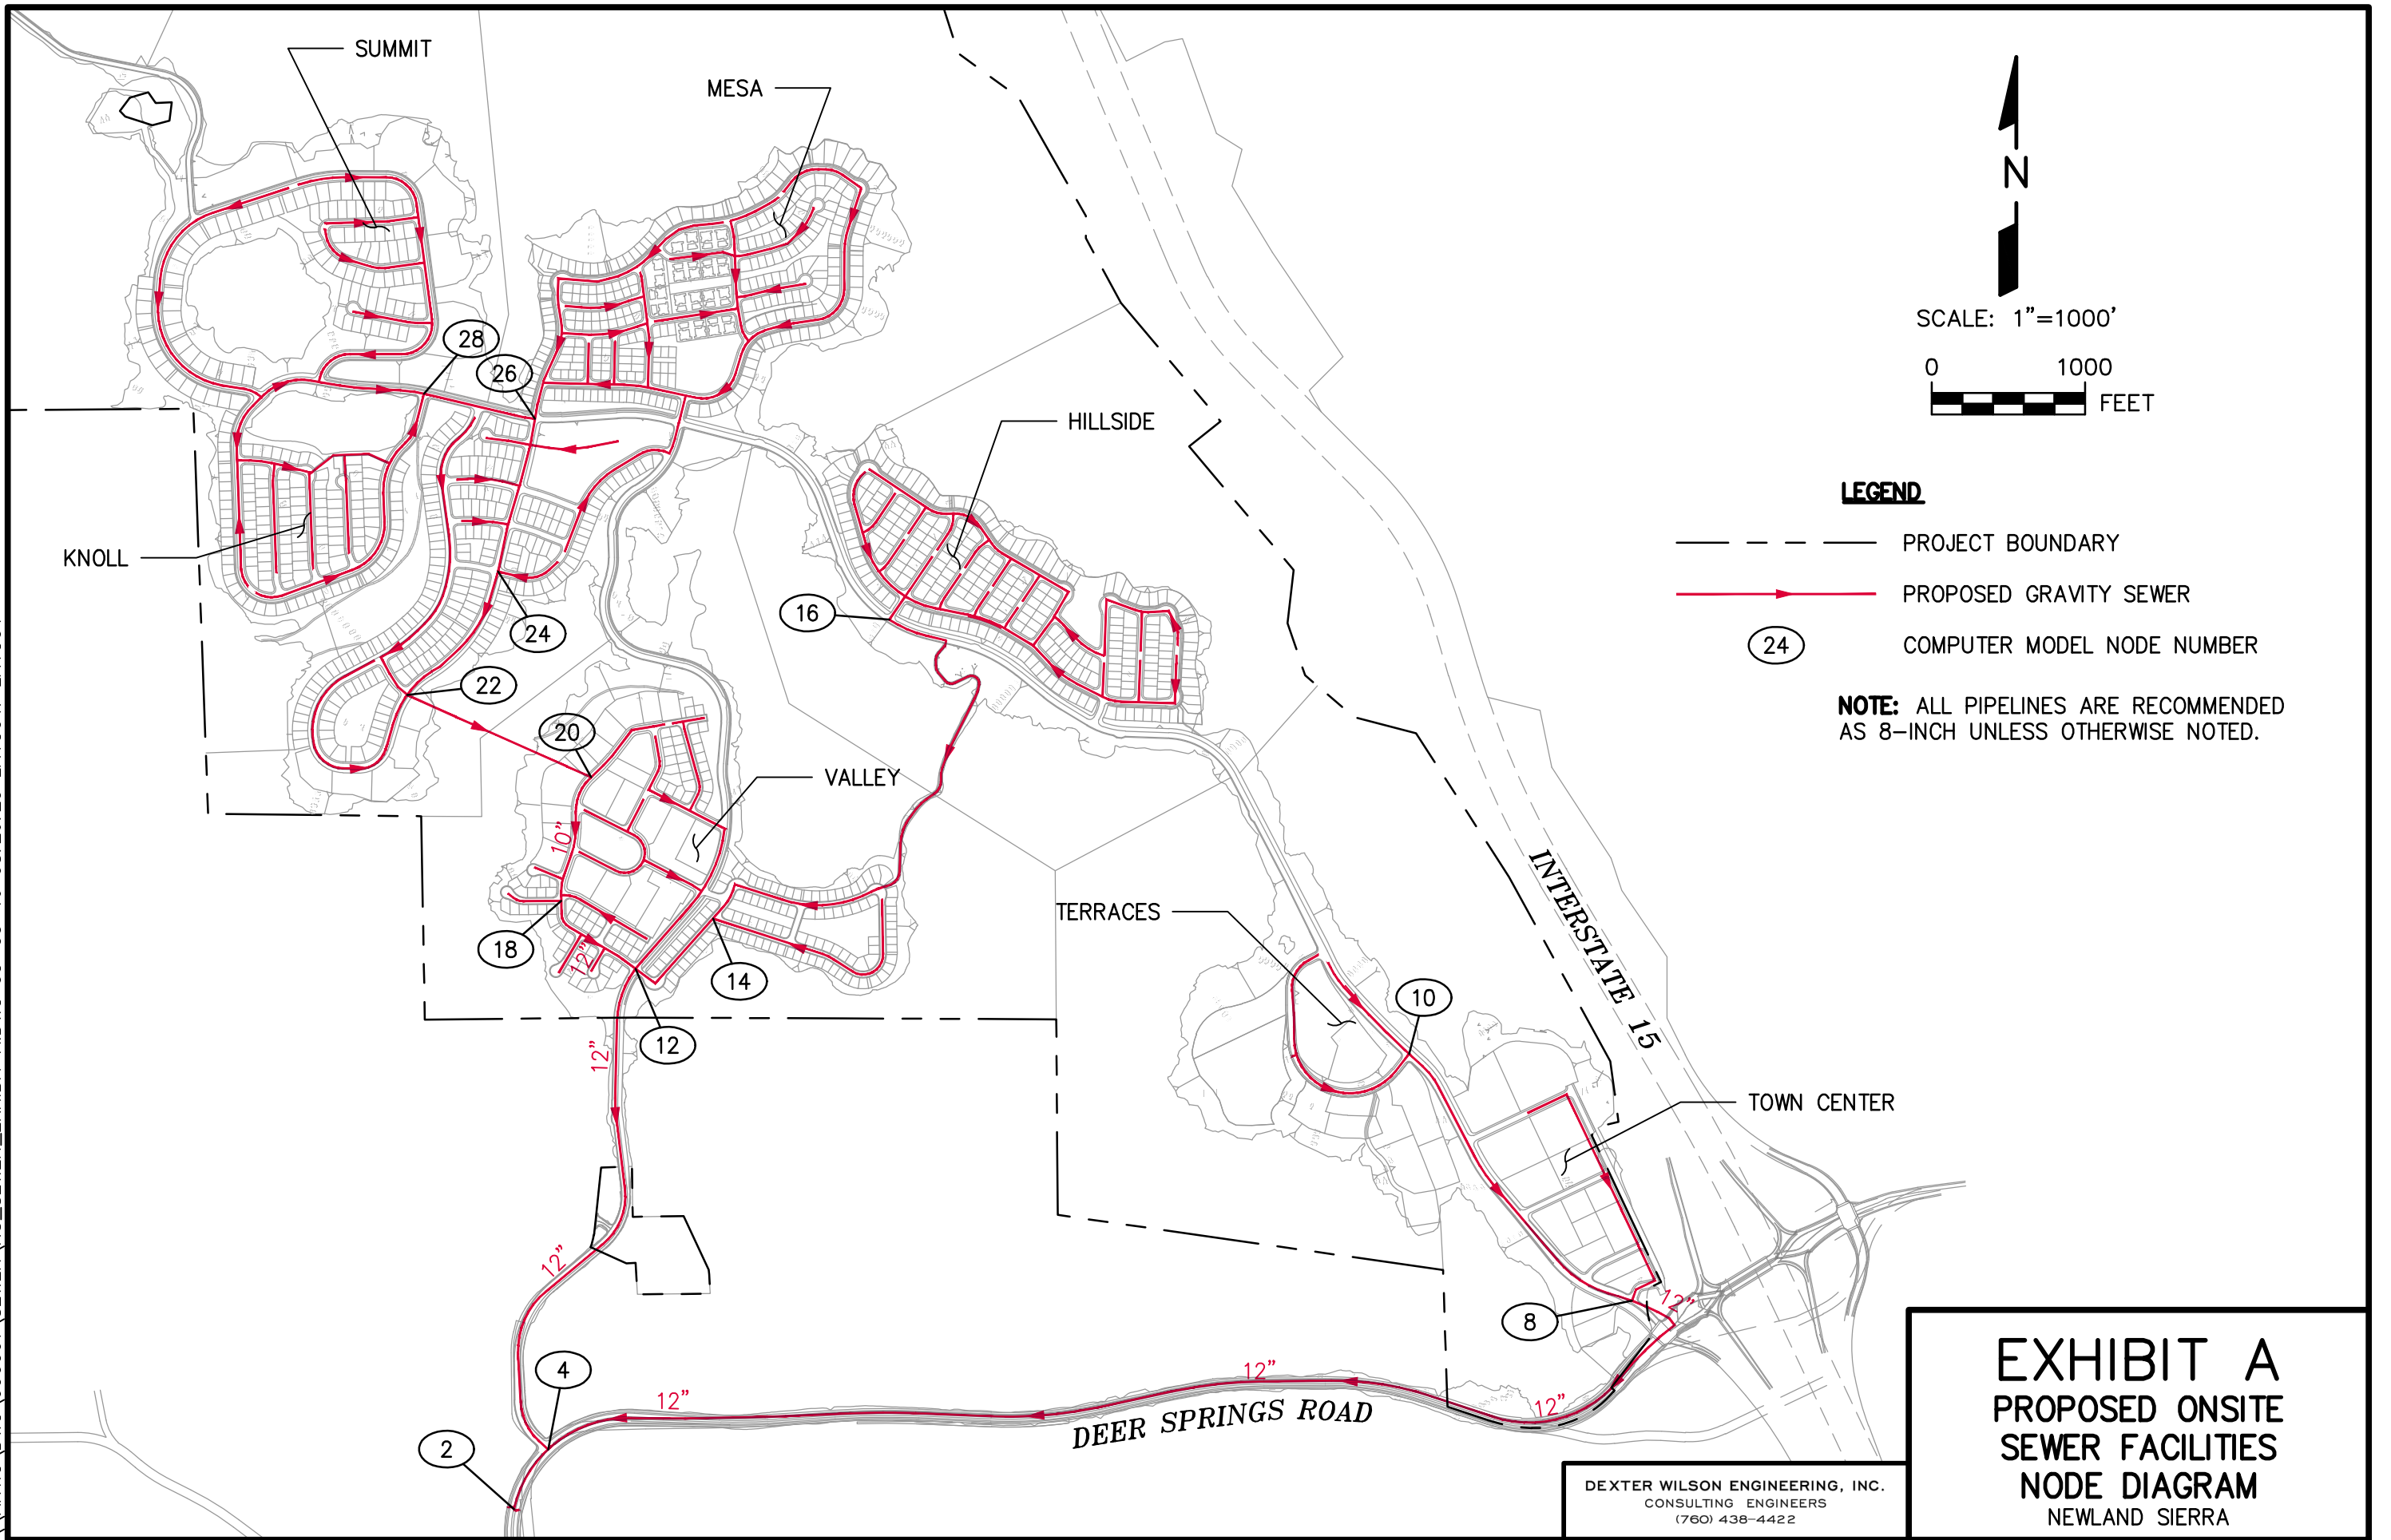 SUMMIT
MESA
N
SCALE: 1"=1000'
0 1000
FEET
28
26
HILLSIDE
LEGEND
PROJECT BOUNDARY
PROPOSED GRAVITY SEWER
24 COMPUTER MODEL NODE NUMBER
NOTE: ALL PIPELINES ARE RECOMMENDED
AS 8-INCH UNLESS OTHERWISE NOTED.
KNOLL
16
24
22
20
VALLEY
10"
INTERSTATE 15
TERRACES
18
12"
14
10
12
12"
TOWN CENTER
12"
8
12"
4
12"
12"
12"
DEER SPRINGS ROAD
2
DEXTER WILSON ENGINEERING, INC.
CONSULTING ENGINEERS
(760) 438-4422
EXHIBIT A
PROPOSED ONSITE
SEWER FACILITIES
NODE DIAGRAM
NEWLAND SIERRA